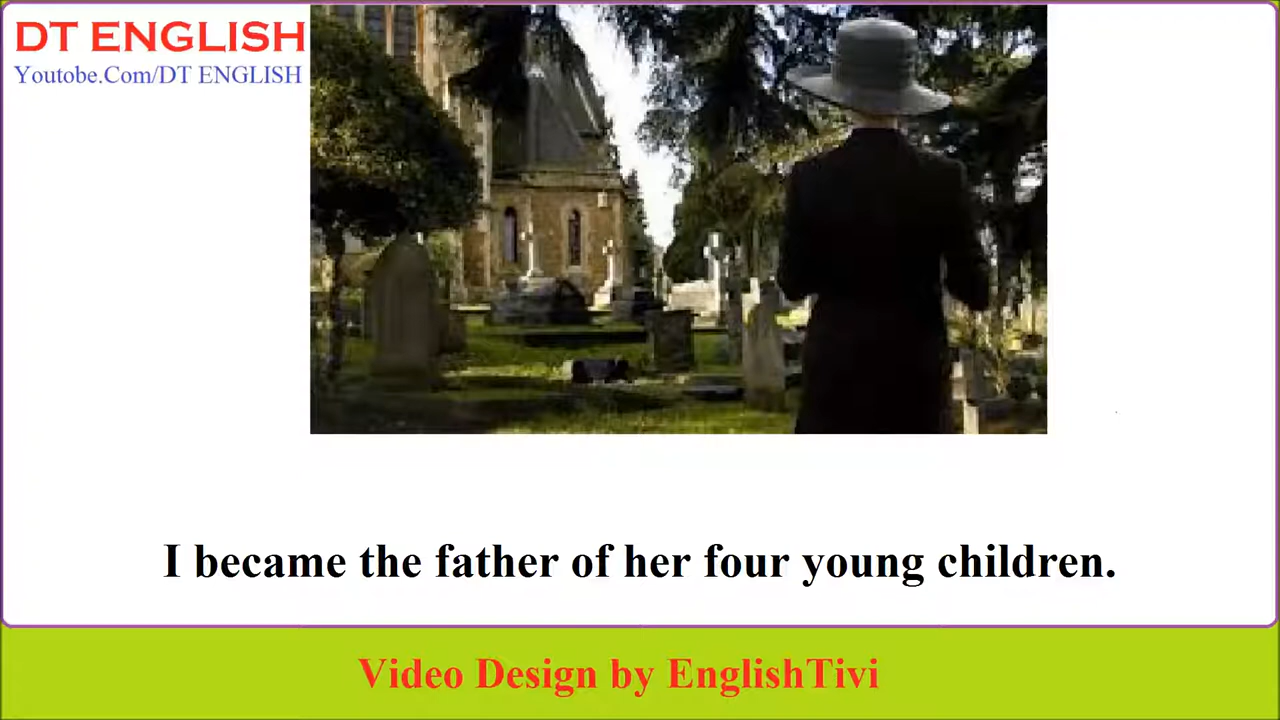 DT ENGLISH
Youtobe.Com/DT ENGLISH
I became the father of her four young children.
Video Design by EnglishTivi